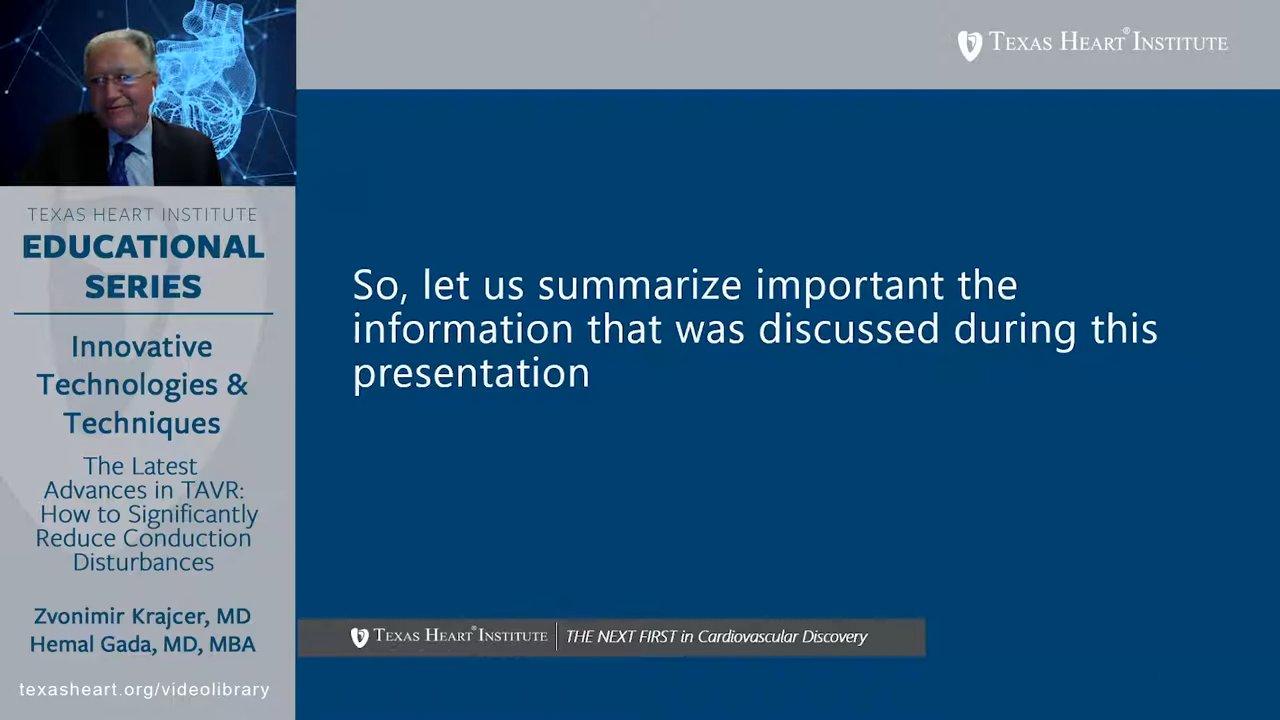 TEXAS HEART® INSTITUTE
TEXAS HEART INSTITUTE
EDUCATIONAL
SERIES
Innovative
Technologies &
Techniques
The Latest
Advances in TAVR:
How to Significantly
Reduce Conduction
Disturbances
Zvonimir Krajcer, MD
Hemal Gada, MD, MBA
texasheart.org/videolibrary
So, let us summarize important the
information that was discussed during this
presentation
TEXAS HEART® INSTITUTE THE NEXT FIRST in Cardiovascular Discovery